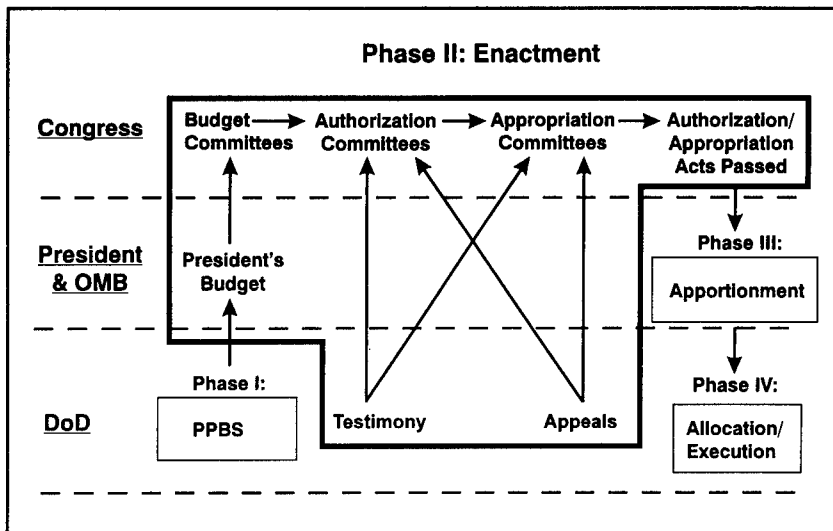 Phase II: Enactment
Congress
Budget
Committees
Authorization
Committees
Appropriation
Committees
Authorization/
Appropriation
Acts Passed
President
& OMB
President's
Budget
Phase III:
Apportionment
DoD
Phase I:
PPBS
Testimony
Appeals
Phase IV:
Allocation/
Execution